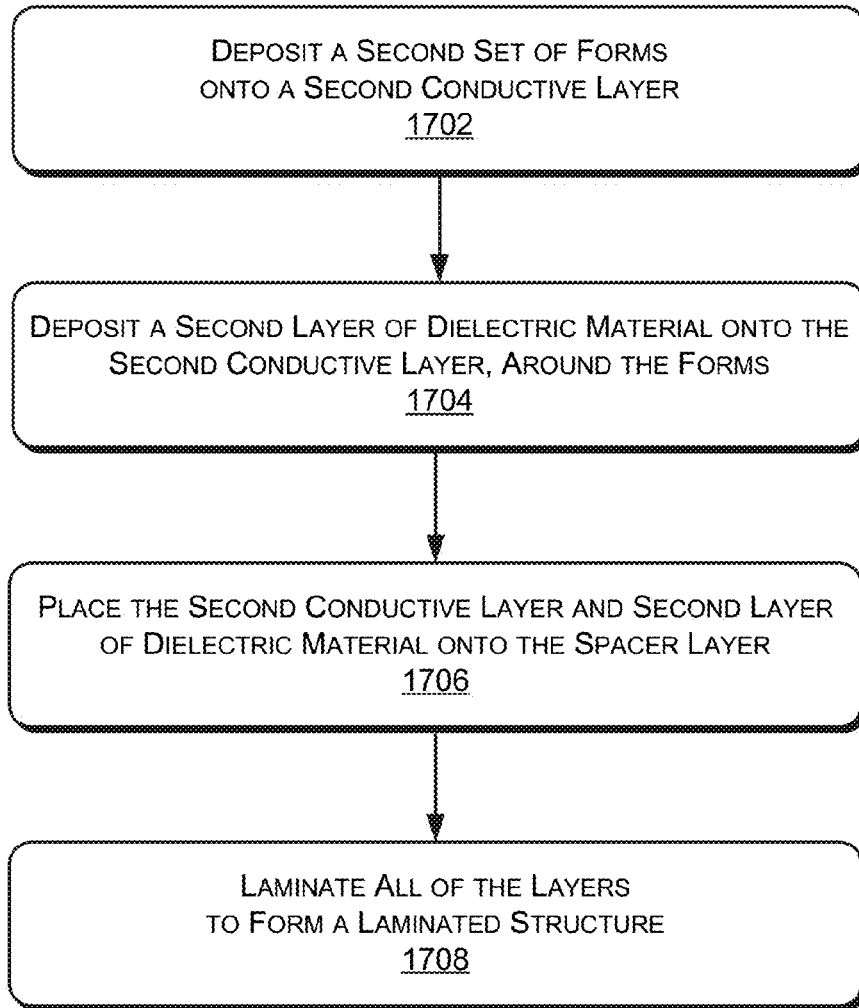 DEPOSIT A SECOND SET OF FORMS
ONTO A SECOND CONDUCTIVE LAYER
1702
DEPOSIT A SECOND LAYER OF DIELECTRIC MATERIAL ONTO THE
SECOND CONDUCTIVE LAYER, AROUND THE FORMS
1704
PLACE THE SECOND CONDUCTIVE LAYER AND SECOND LAYER
OF DIELECTRIC MATERIAL ONTO THE SPACER LAYER
1706
LAMINATE ALL OF THE LAYERS
TO FORM A LAMINATED STRUCTURE
1708